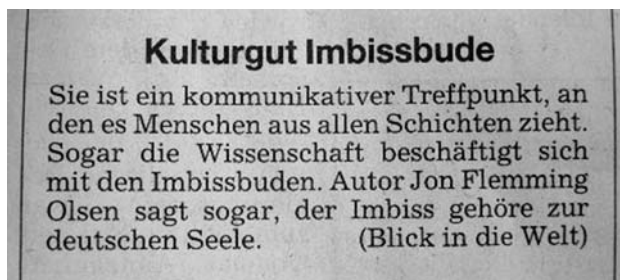 Kulturgut Imbissbude
Sie ist ein kommunikativer Treffpunkt, an
den es Menschen aus allen Schichten zieht.
Sogar die Wissenschaft beschäftigt sich
mit den Imbissbuden. Autor Jon Flemming
Olsen sagt sogar, der Imbiss gehöre zur
deutschen Seele. (Blick in die Welt)